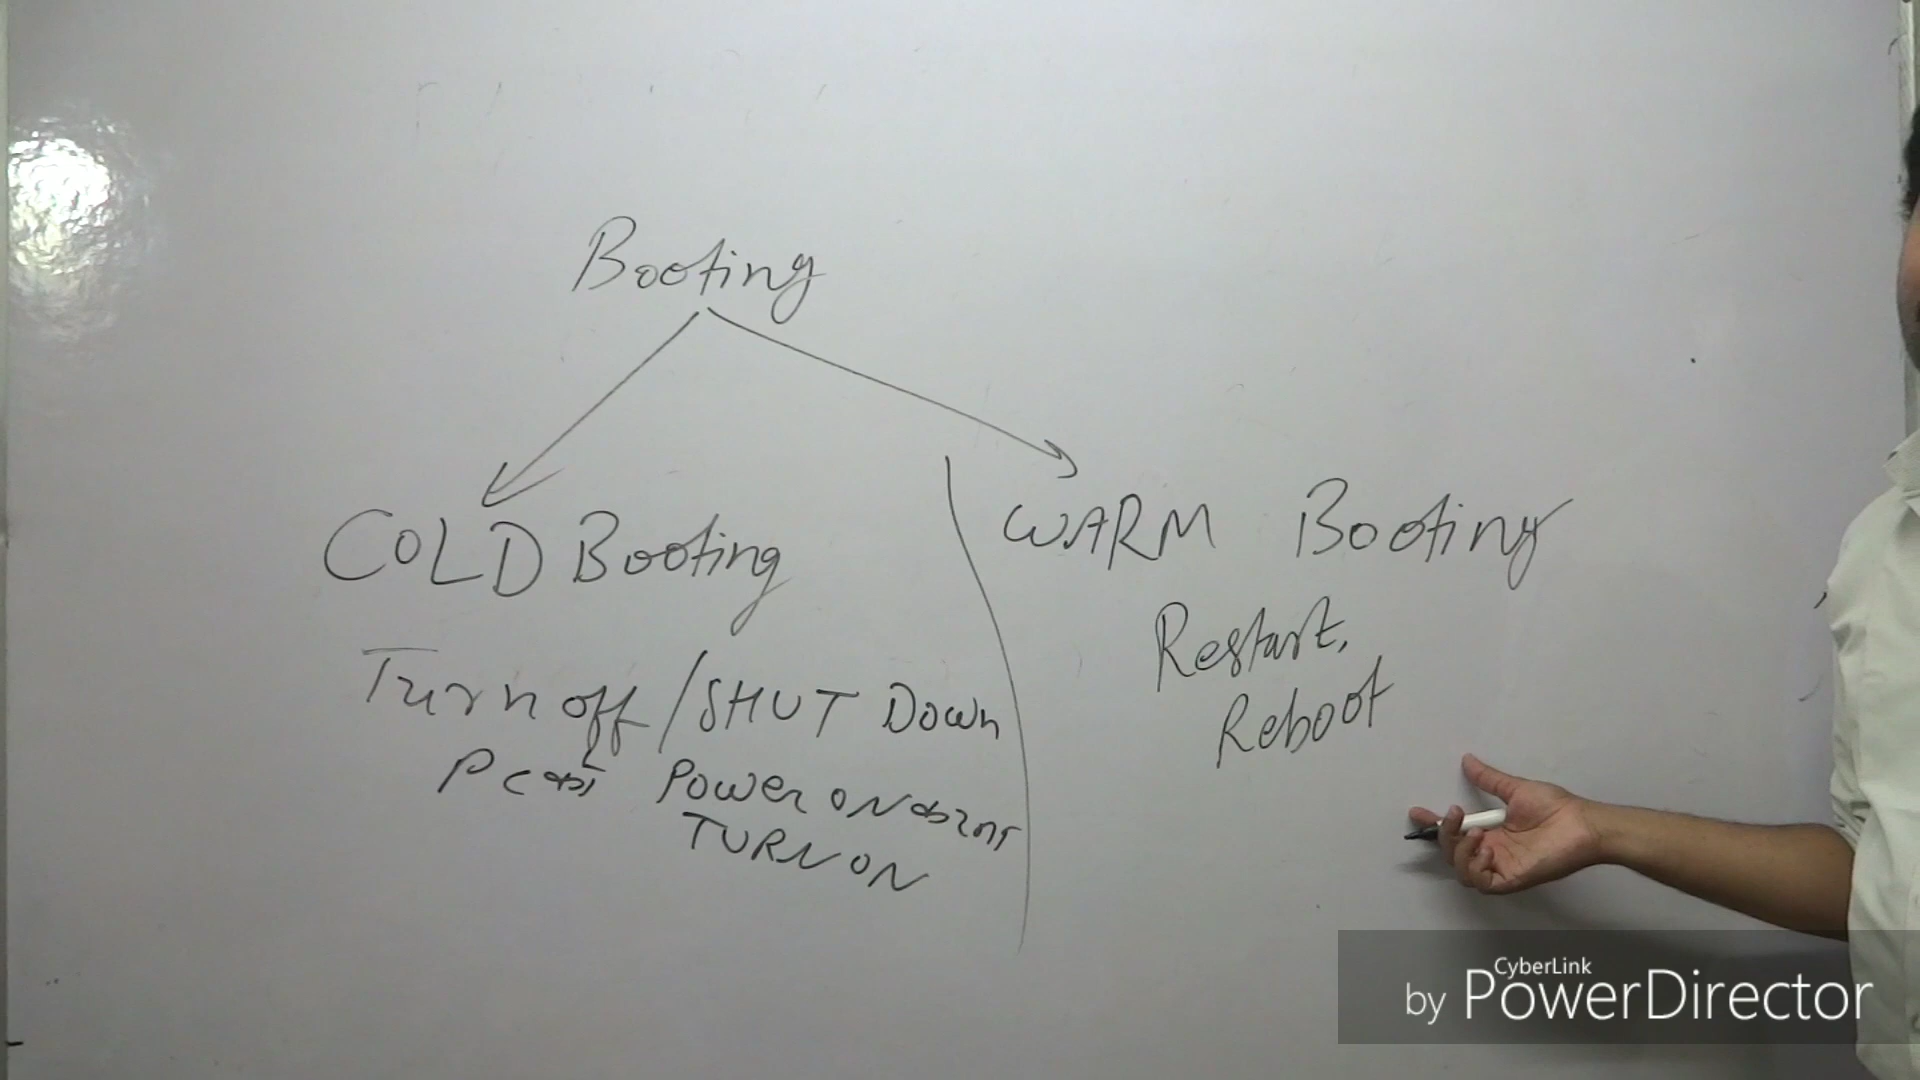 Booting
COLD Booting
Turn off / SHUT Down
PC को Power ON करना
TURN ON
WARM Booting
Restart,
Reboot
CyberLink
by PowerDirector